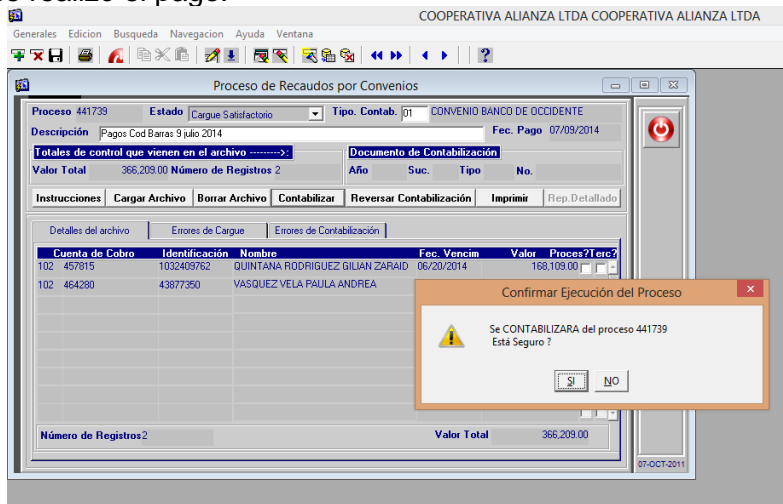 se realizó el pago.
COOPERATIVA ALIANZA LTDA COOPERATIVA ALIANZA LTDA
Generales Edicion Busqueda Navegacion Ayuda Ventana
Proceso de Recaudos por Convenios
Proceso 441739 Estado Cargue Satisfactorio Tipo. Contab. 01 CONVENIO BANCO DE OCCIDENTE
Descripción Pagos Cod Barras 9 julio 2014 Fec. Pago 07/09/2014
Totales de control que vienen en el archivo --------->: Documento de Contabilización
Valor Total 366,209.00 Número de Registros 2 Año Suc. Tipo No.
Instrucciones Cargar Archivo Borrar Archivo Contabilizar Reversar Contabilización Imprimir Rep.Detallado
Detalles del archivo Errores de Cargue Errores de Contabilización
Cuenta de Cobro Identificación Nombre Fec. Vencim Valor Proces?Terc?
102 457815 1032409762 QUINTANA RODRIGUEZ GILIAN ZARAID 06/20/2014 168,109.00
102 464280 43877350 VASQUEZ VELA PAULA ANDREA
Confirmar Ejecución del Proceso
Se CONTABILIZARA del proceso 441739
Está Seguro ?
SI NO
Número de Registros 2 Valor Total 366,209.00
07-OCT-2011